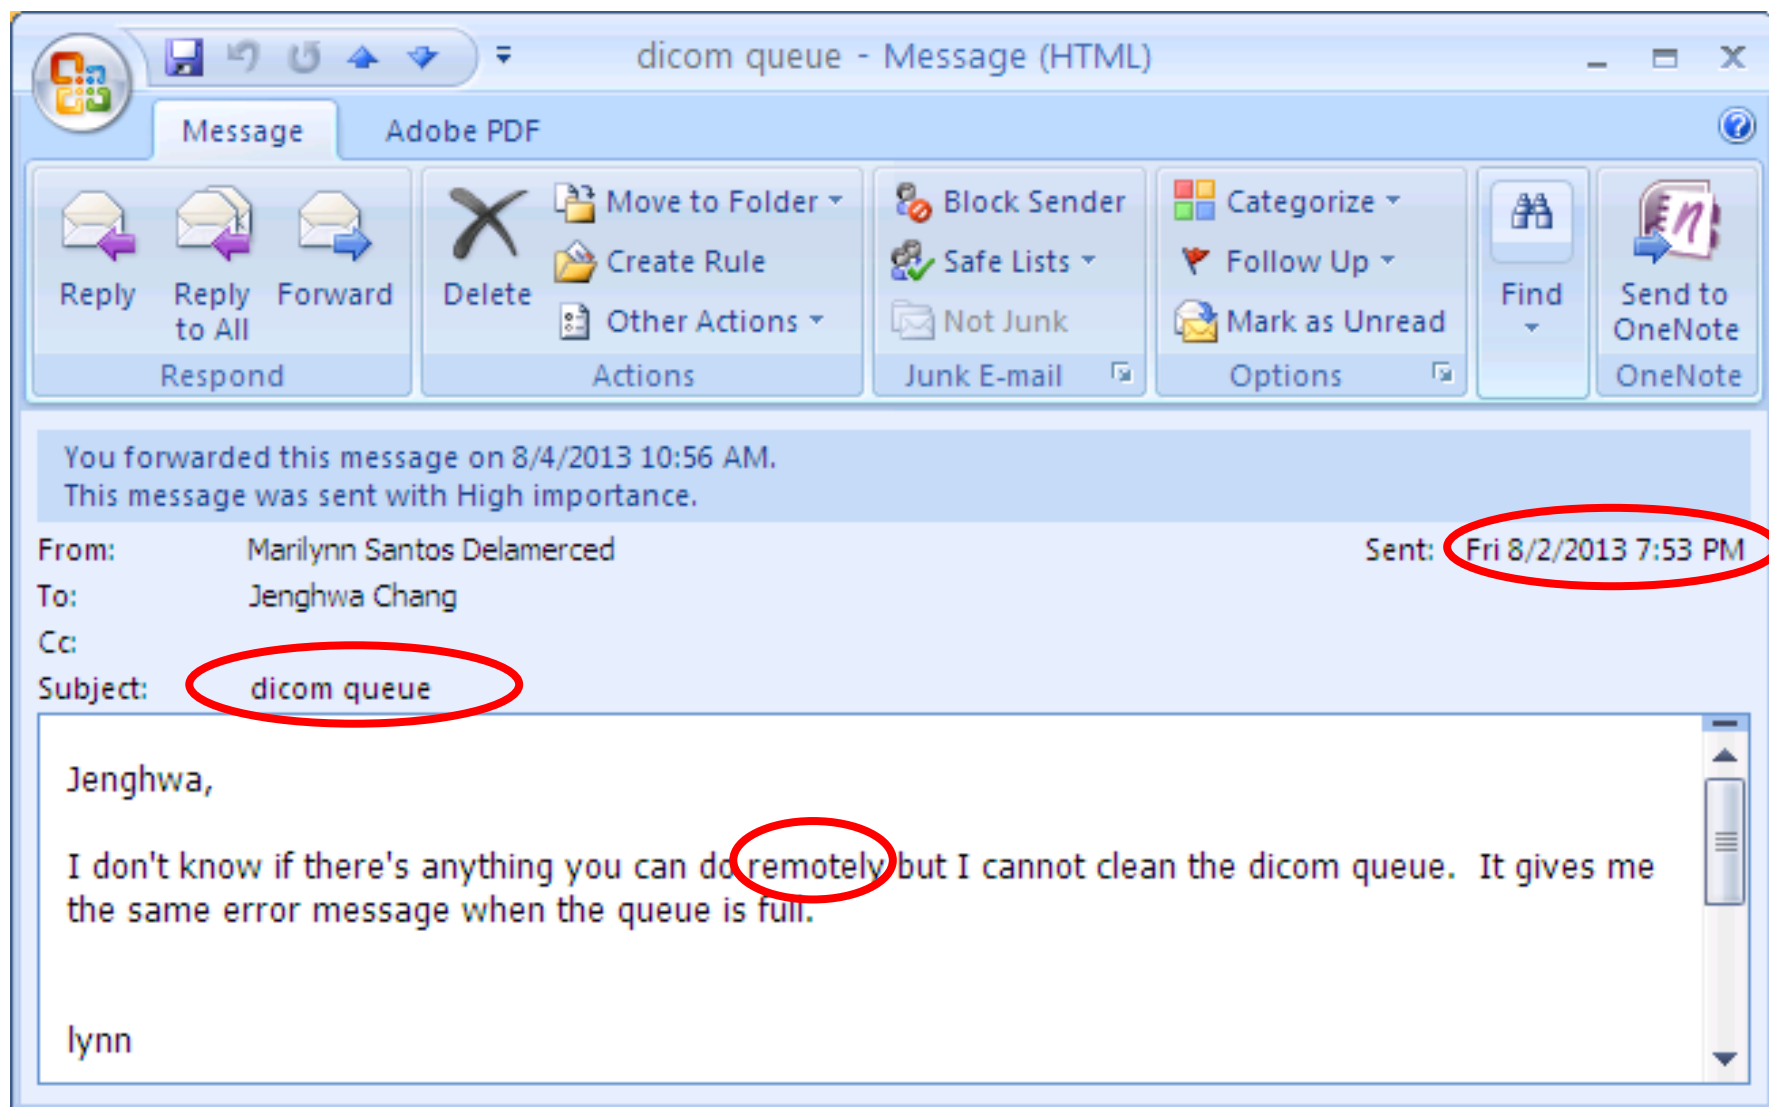 dicom queue - Message (HTML)
Message Adobe PDF
Reply Reply to All Forward Delete Move to Folder Create Rule Other Actions Block Sender Safe Lists Not Junk Categorize Follow Up Mark as Unread Find Send to OneNote
Respond Actions Junk E-mail Options OneNote
You forwarded this message on 8/4/2013 10:56 AM.
This message was sent with High importance.
From: Marilynn Santos Delamerced Sent: Fri 8/2/2013 7:53 PM
To: Jenghwa Chang
Cc:
Subject: dicom queue
Jenghwa,
I don't know if there's anything you can do remotely but I cannot clean the dicom queue. It gives me
the same error message when the queue is full.
lynn